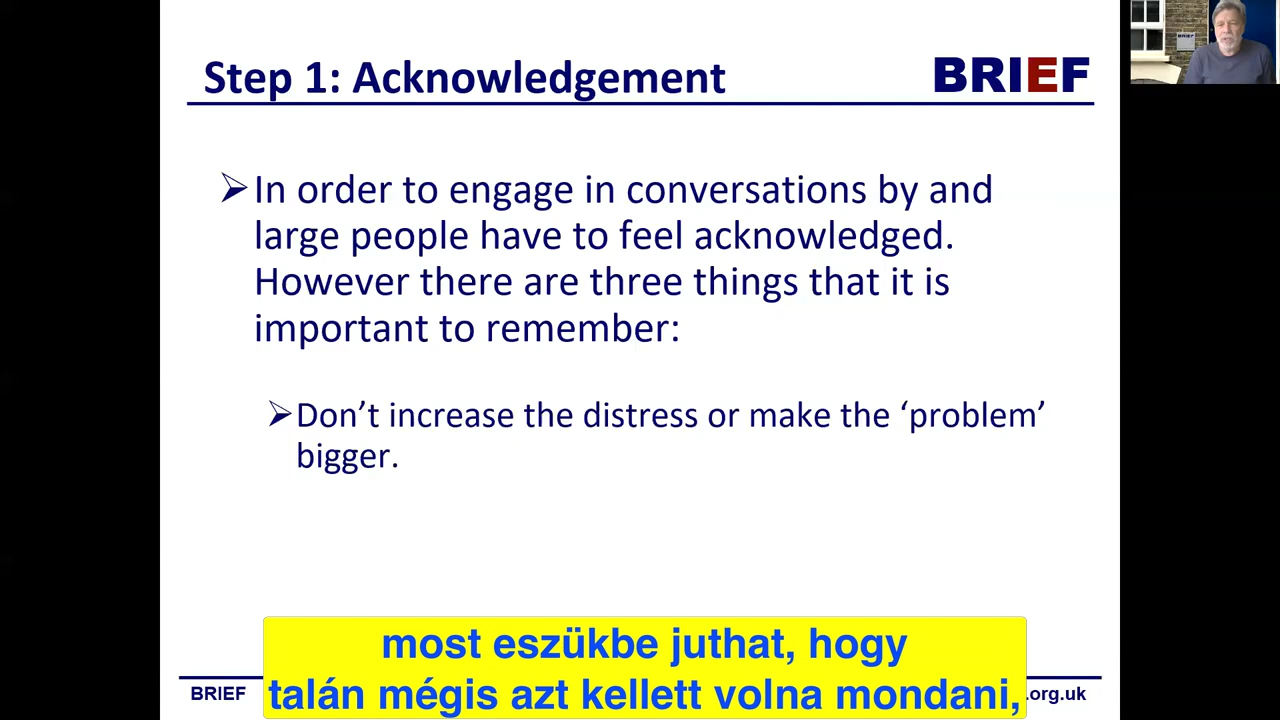 Step 1: Acknowledgement
BRIEF
BRIEF
➢In order to engage in conversations by and
large people have to feel acknowledged.
However there are three things that it is
important to remember:
➢Don’t increase the distress or make the ‘problem’
bigger.
most eszükbe juthat, hogy
talán mégis azt kellett volna mondani,
BRIEF
.org.uk